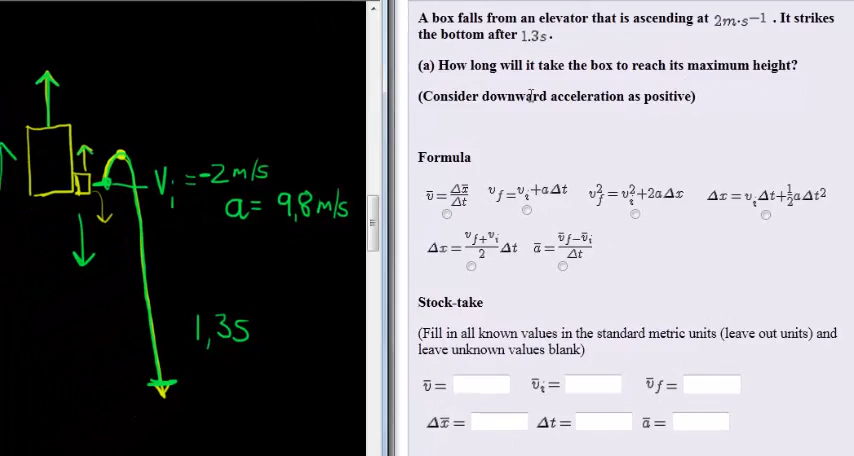 Vi = -2 m/s
a = 9,8 m/s
1,3s
A box falls from an elevator that is ascending at 2m·s−1 . It strikes
the bottom after 1.3s.
(a) How long will it take the box to reach its maximum height?
(Consider downward acceleration as positive)
Formula
v̄ = Δx̄/Δt vf = vi + aΔt vf² = vi² + 2aΔx Δx = viΔt + ½aΔt²
Δx = (vf + vi)/2 Δt ā = (v̄f − v̄i)/Δt
Stock-take
(Fill in all known values in the standard metric units (leave out units) and
leave unknown values blank)
v̄ = v̄i = v̄f =
Δx̄ = Δt = ā =